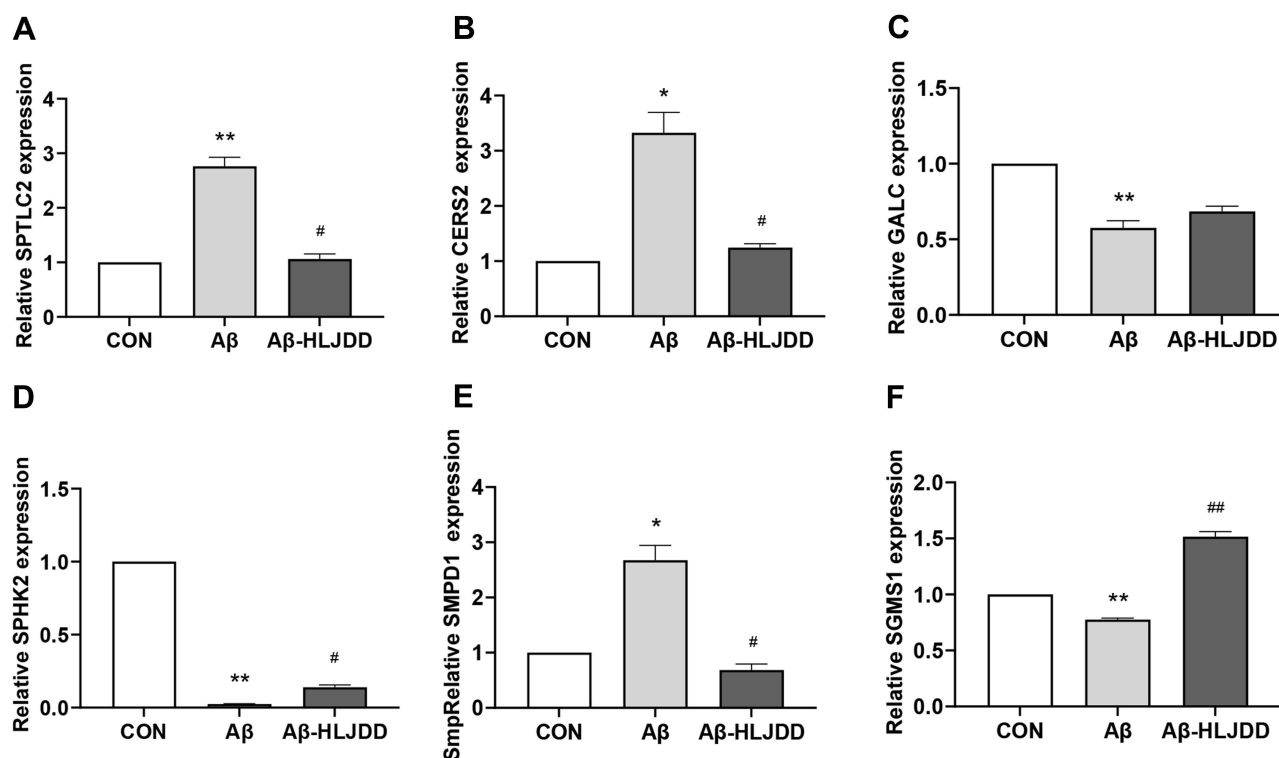 A
Relative SPTLC2 expression
4
3
2
1
0
**
#
CON Aβ Aβ-HLJDD
B
Relative CERS2 expression
4
3
2
1
0
*
#
CON Aβ Aβ-HLJDD
C
Relative GALC expression
1.5
1.0
0.5
0.0
**
CON Aβ Aβ-HLJDD
D
Relative SPHK2 expression
1.5
1.0
0.5
0.0
**
#
CON Aβ Aβ-HLJDD
E
SmpRelative SMPD1 expression
4
3
2
1
0
*
#
CON Aβ Aβ-HLJDD
F
Relative SGMS1 expression
2.0
1.5
1.0
0.5
0.0
**
##
CON Aβ Aβ-HLJDD